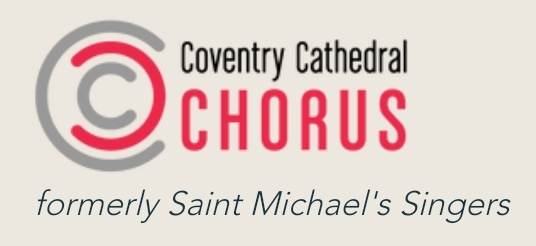 Coventry Cathedral
CHORUS
formerly Saint Michael's Singers